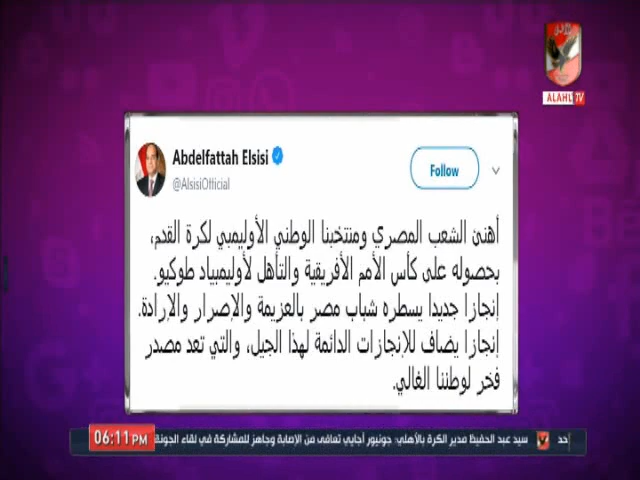 ALAHLY TV
Abdelfattah Elsisi
@AlsisiOfficial
Follow
أهنئ الشعب المصري ومنتخبنا الوطني الأوليمبي لكرة القدم،
بحصوله على كأس الأمم الأفريقية والتأهل لأوليمبياد طوكيو.
إنجازا جديدا يسطره شباب مصر بالعزيمة والإصرار والإرادة.
إنجازا يضاف للإنجازات الدائمة لهذا الجيل، والتي تعد مصدر
فخر لوطننا الغالي.
حد
سيد عبد الحفيظ مدير الكرة بالأهلي: جونيور أجايي تعافى من الإصابة وجاهز للمشاركة في لقاء الجونة
06:11 PM